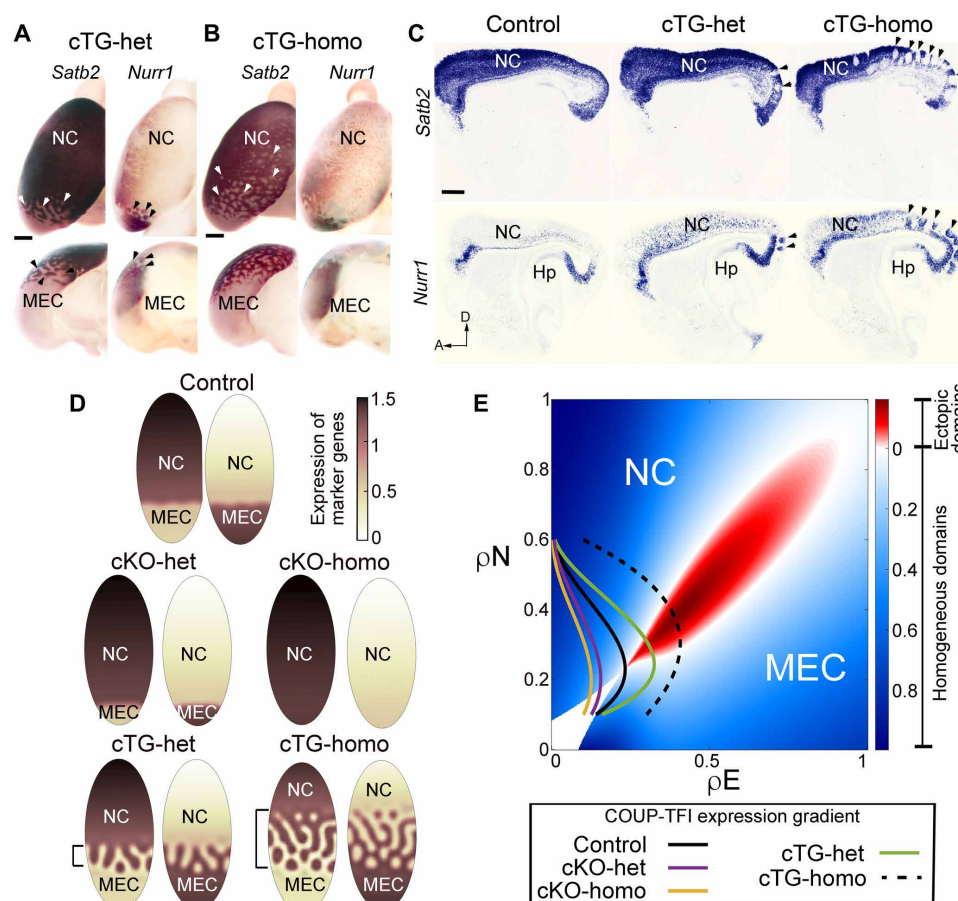 A
cTG-het
Satb2
Nurr1
NC
NC
MEC
MEC
B
cTG-homo
Satb2
Nurr1
NC
NC
MEC
MEC
C
Control
cTG-het
cTG-homo
Satb2
NC
NC
NC
Nurr1
NC
NC
NC
Hp
Hp
Hp
D
A
D
Control
NC
NC
MEC
MEC
Expression of
marker genes
1.5
1
0.5
0
cKO-het
cKO-homo
NC
NC
NC
NC
MEC
MEC
cTG-het
cTG-homo
NC
NC
NC
NC
MEC
MEC
MEC
MEC
E
1
0.8
0.6
0.4
0.2
0
ρN
NC
MEC
0
0.5
1
ρE
0
0.2
0.4
0.6
0.8
Ectopic
domains
Homogeneous domains
COUP-TFI expression gradient
Control
cKO-het
cKO-homo
cTG-het
cTG-homo